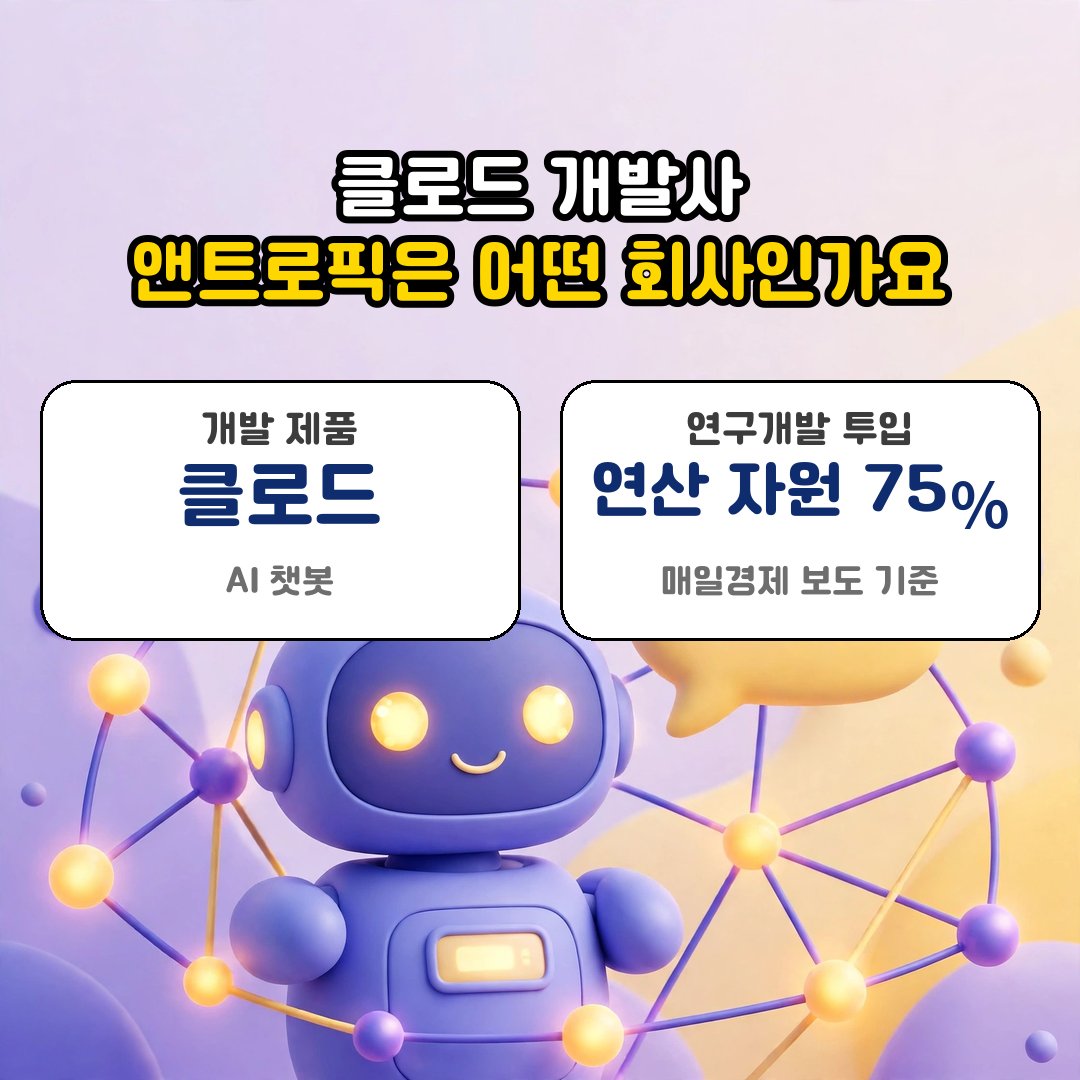 클로드 개발사
앤트로픽은 어떤 회사인가요
개발 제품
클로드
AI 챗봇
연구개발 투입
연산 자원 75%
매일경제 보도 기준